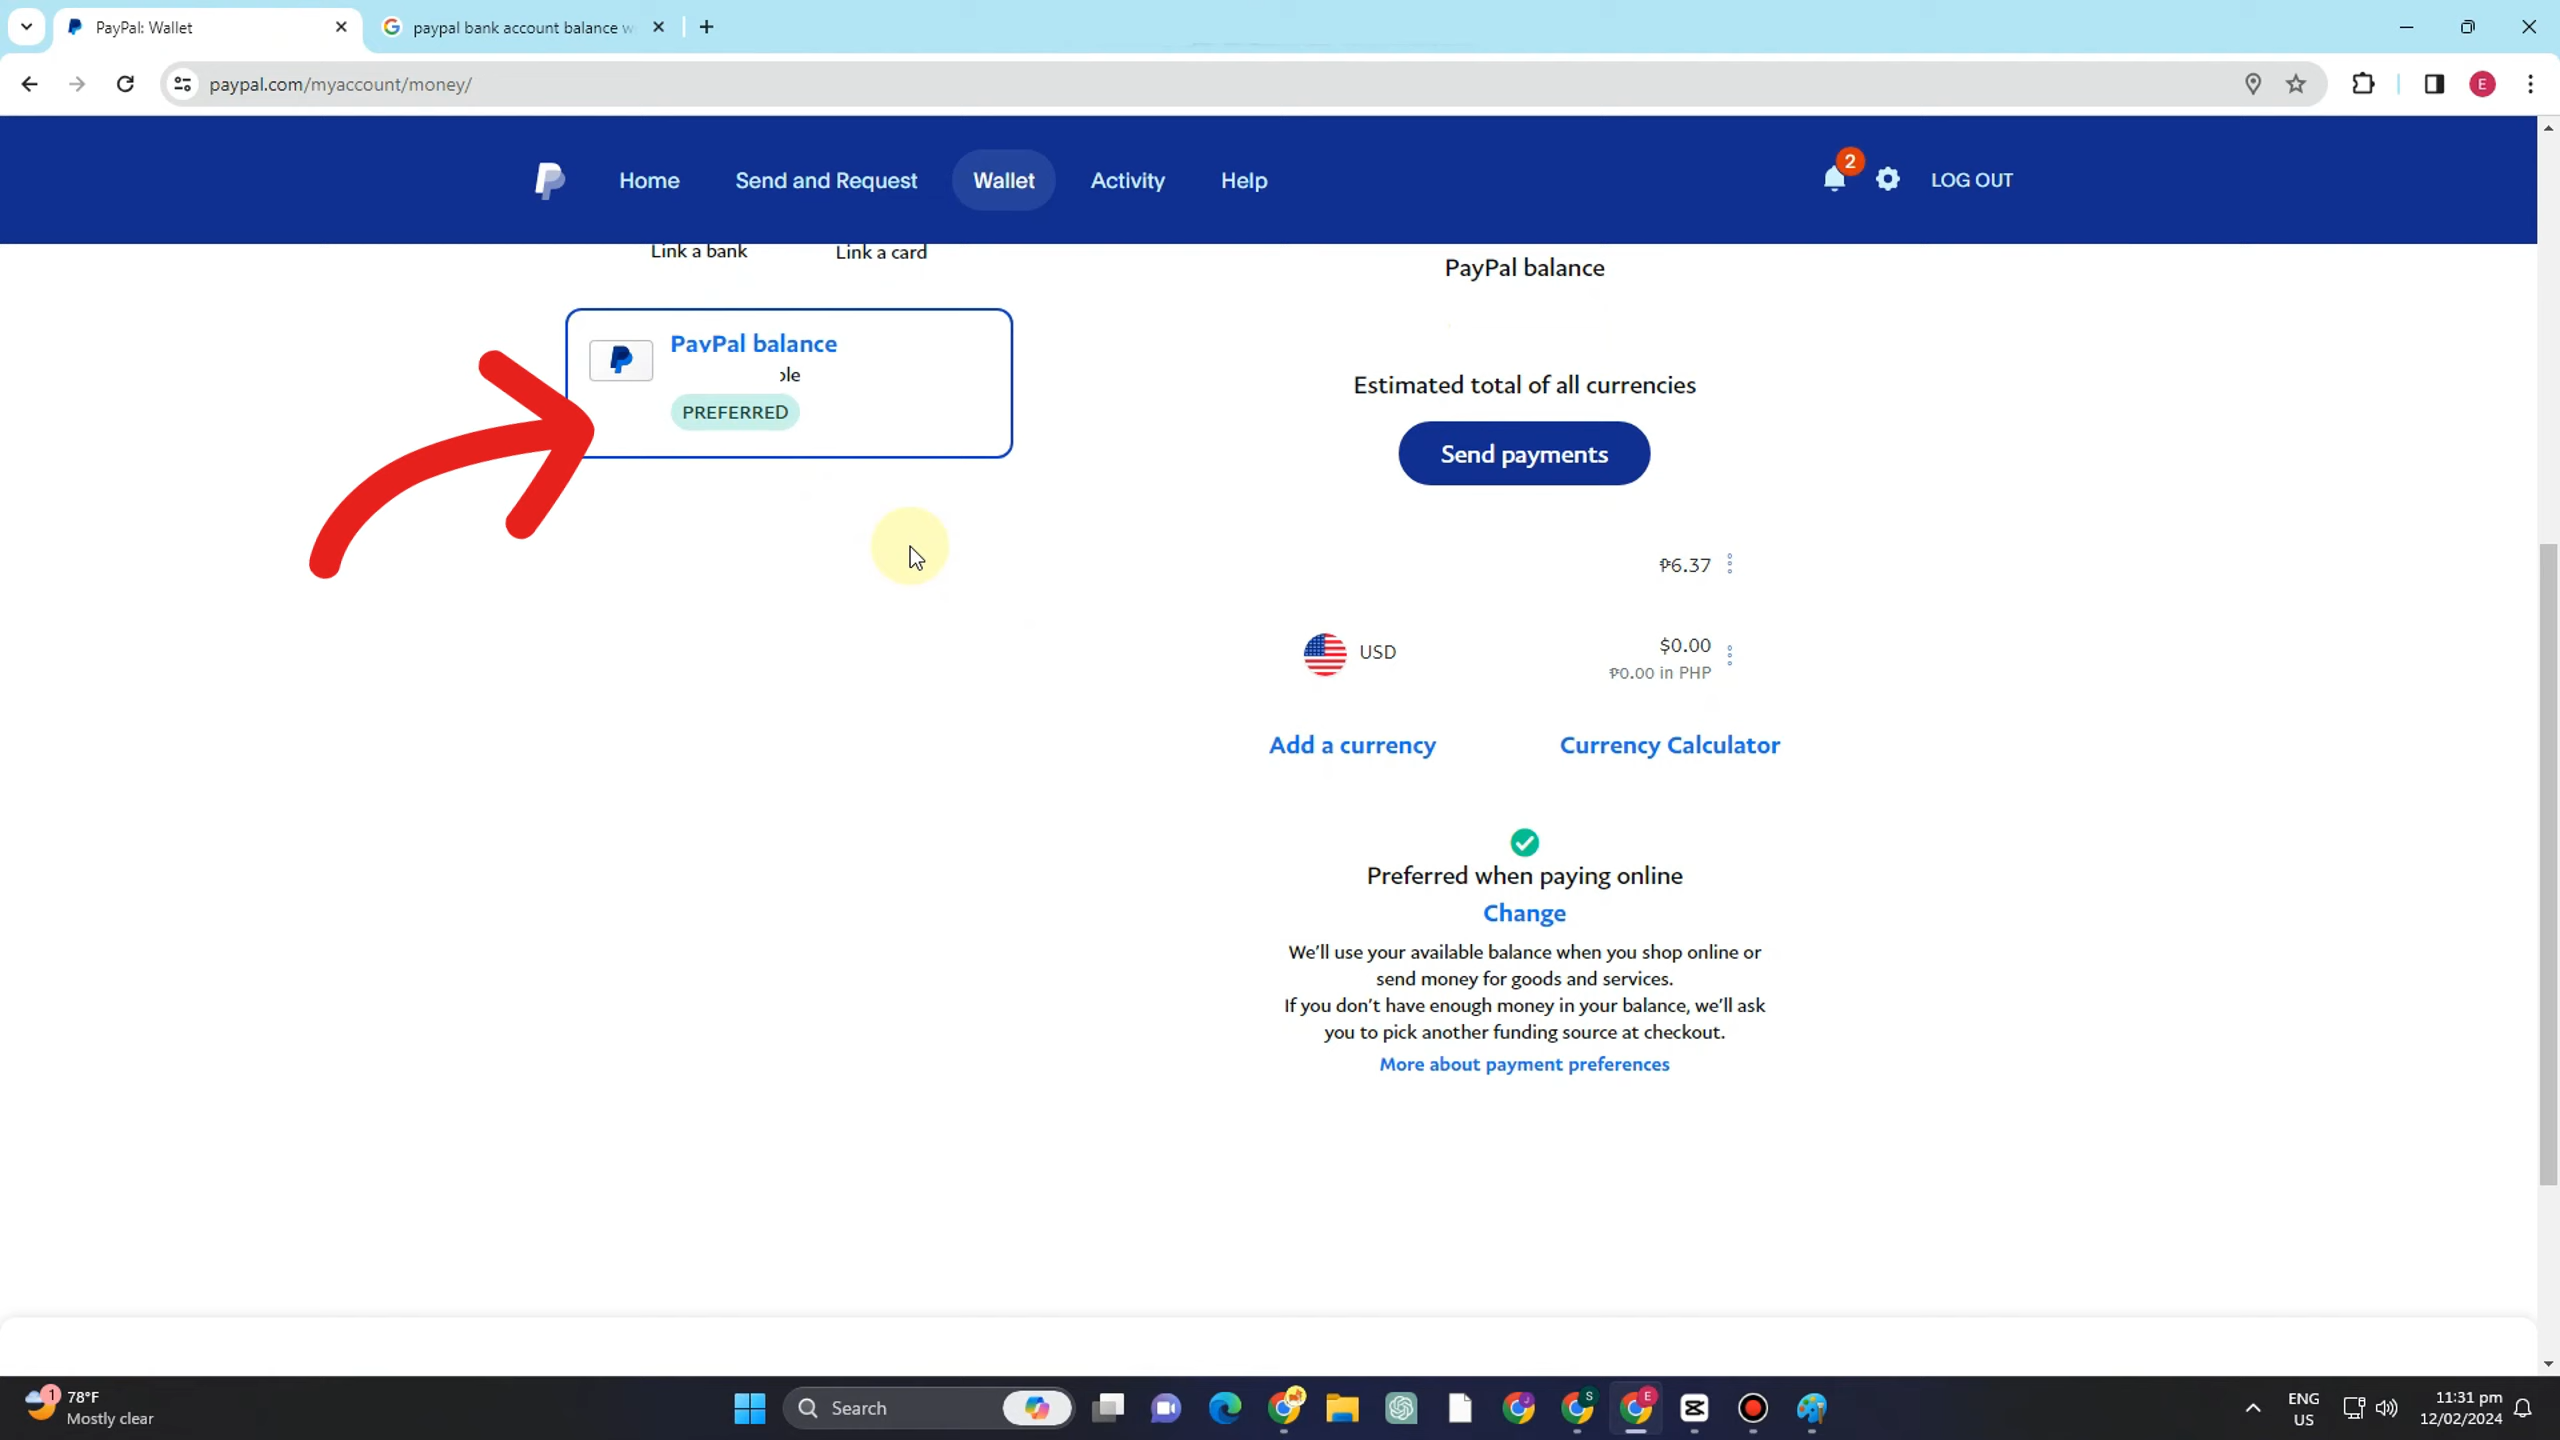 PayPal: Wallet
paypal bank account balance w
paypal.com/myaccount/money/
E
Home
Send and Request
Wallet
Activity
Help
2
LOG OUT
Link a bank
Link a card
PayPal balance
PREFERRED
PayPal balance
Estimated total of all currencies
Send payments
₱6.37
USD
$0.00
₱0.00 in PHP
Add a currency
Currency Calculator
Preferred when paying online
Change
We'll use your available balance when you shop online or
send money for goods and services.
If you don't have enough money in your balance, we'll ask
you to pick another funding source at checkout.
More about payment preferences
1
78°F
Mostly clear
Search
J
S
E
ENG
US
11:31 pm
12/02/2024